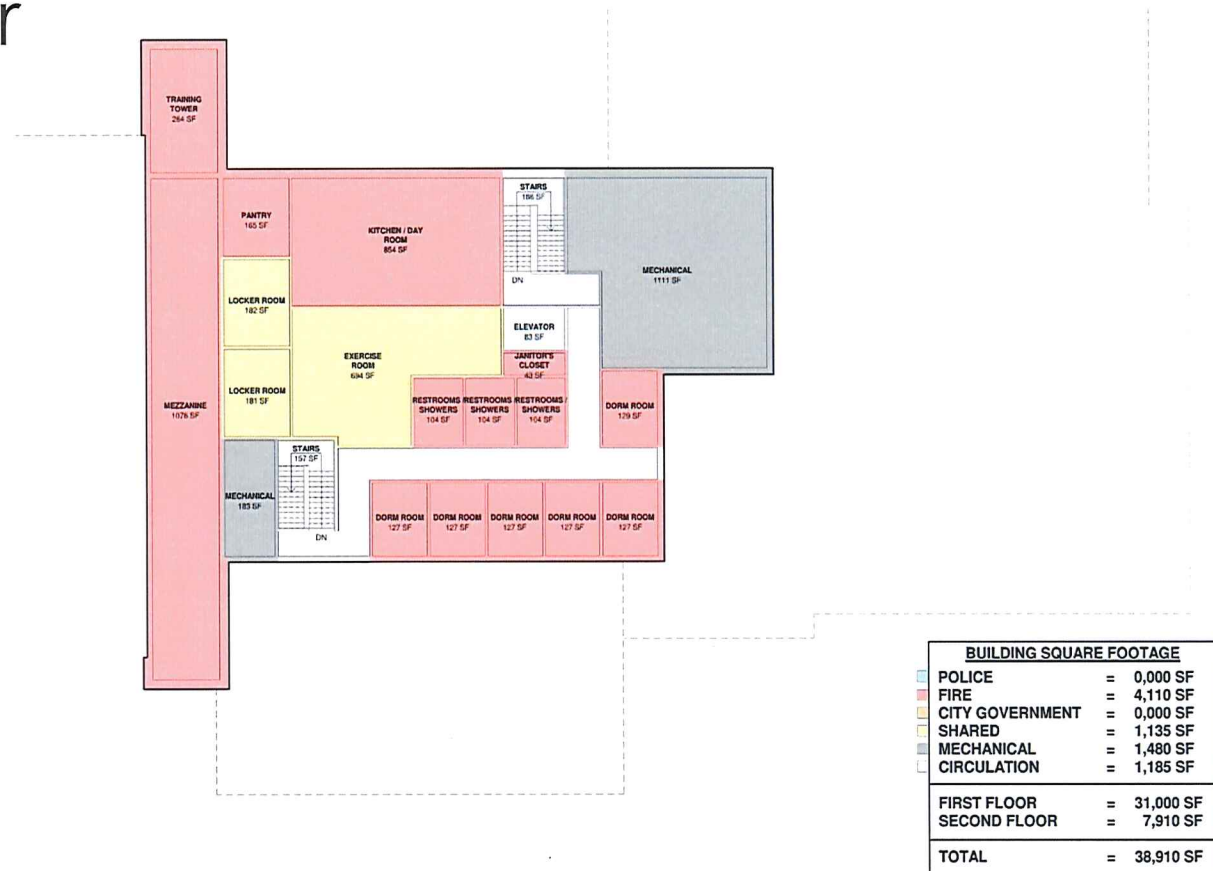 r
TRAINING
TOWER
264 SF
PANTRY
165 SF
KITCHEN / DAY
ROOM
854 SF
STAIRS
186 SF
DN
MECHANICAL
1111 SF
LOCKER ROOM
182 SF
ELEVATOR
83 SF
EXERCISE
ROOM
694 SF
JANITOR'S
CLOSET
43 SF
LOCKER ROOM
181 SF
MEZZANINE
1076 SF
RESTROOMS /
SHOWERS
104 SF
RESTROOMS /
SHOWERS
104 SF
RESTROOMS /
SHOWERS
104 SF
DORM ROOM
129 SF
STAIRS
157 SF
DN
MECHANICAL
183 SF
DORM ROOM
127 SF
DORM ROOM
127 SF
DORM ROOM
127 SF
DORM ROOM
127 SF
DORM ROOM
127 SF
BUILDING SQUARE FOOTAGE
POLICE = 0,000 SF
FIRE = 4,110 SF
CITY GOVERNMENT = 0,000 SF
SHARED = 1,135 SF
MECHANICAL = 1,480 SF
CIRCULATION = 1,185 SF
FIRST FLOOR = 31,000 SF
SECOND FLOOR = 7,910 SF
TOTAL = 38,910 SF